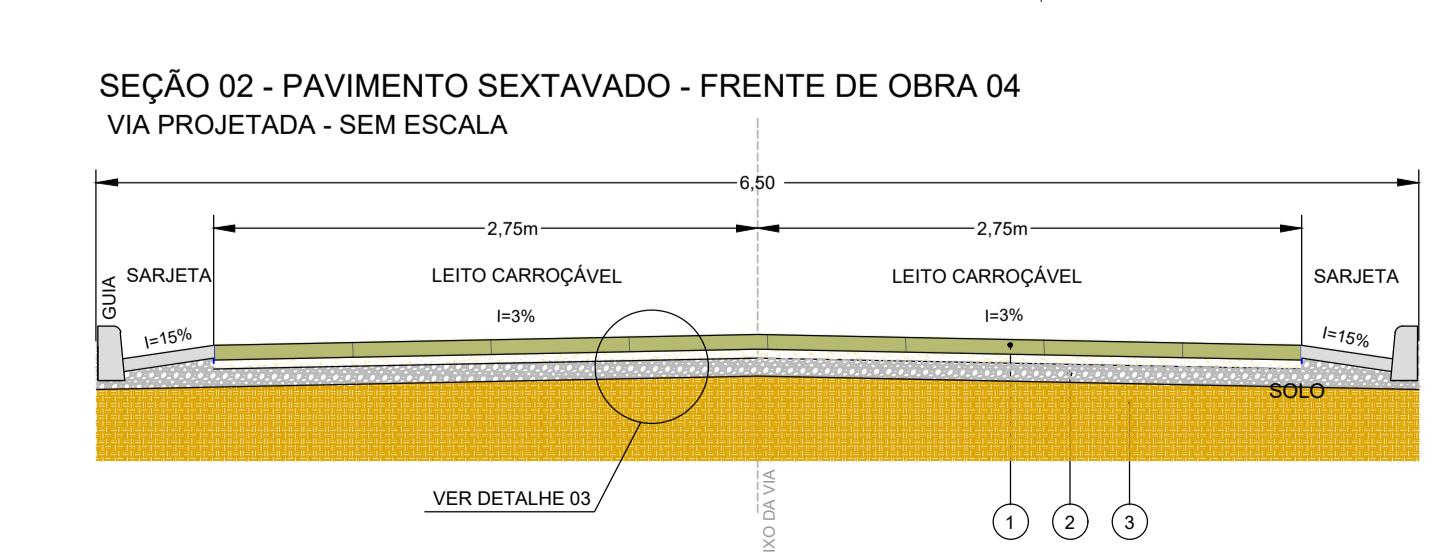 SEÇÃO 02 - PAVIMENTO SEXTAVADO - FRENTE DE OBRA 04
VIA PROJETADA - SEM ESCALA
6,50
2,75m
2,75m
GUIA
SARJETA
LEITO CARROÇÁVEL
LEITO CARROÇÁVEL
SARJETA
I=15%
I=3%
I=3%
I=15%
SOLO
VER DETALHE 03
IXO DA VIA
1
2
3